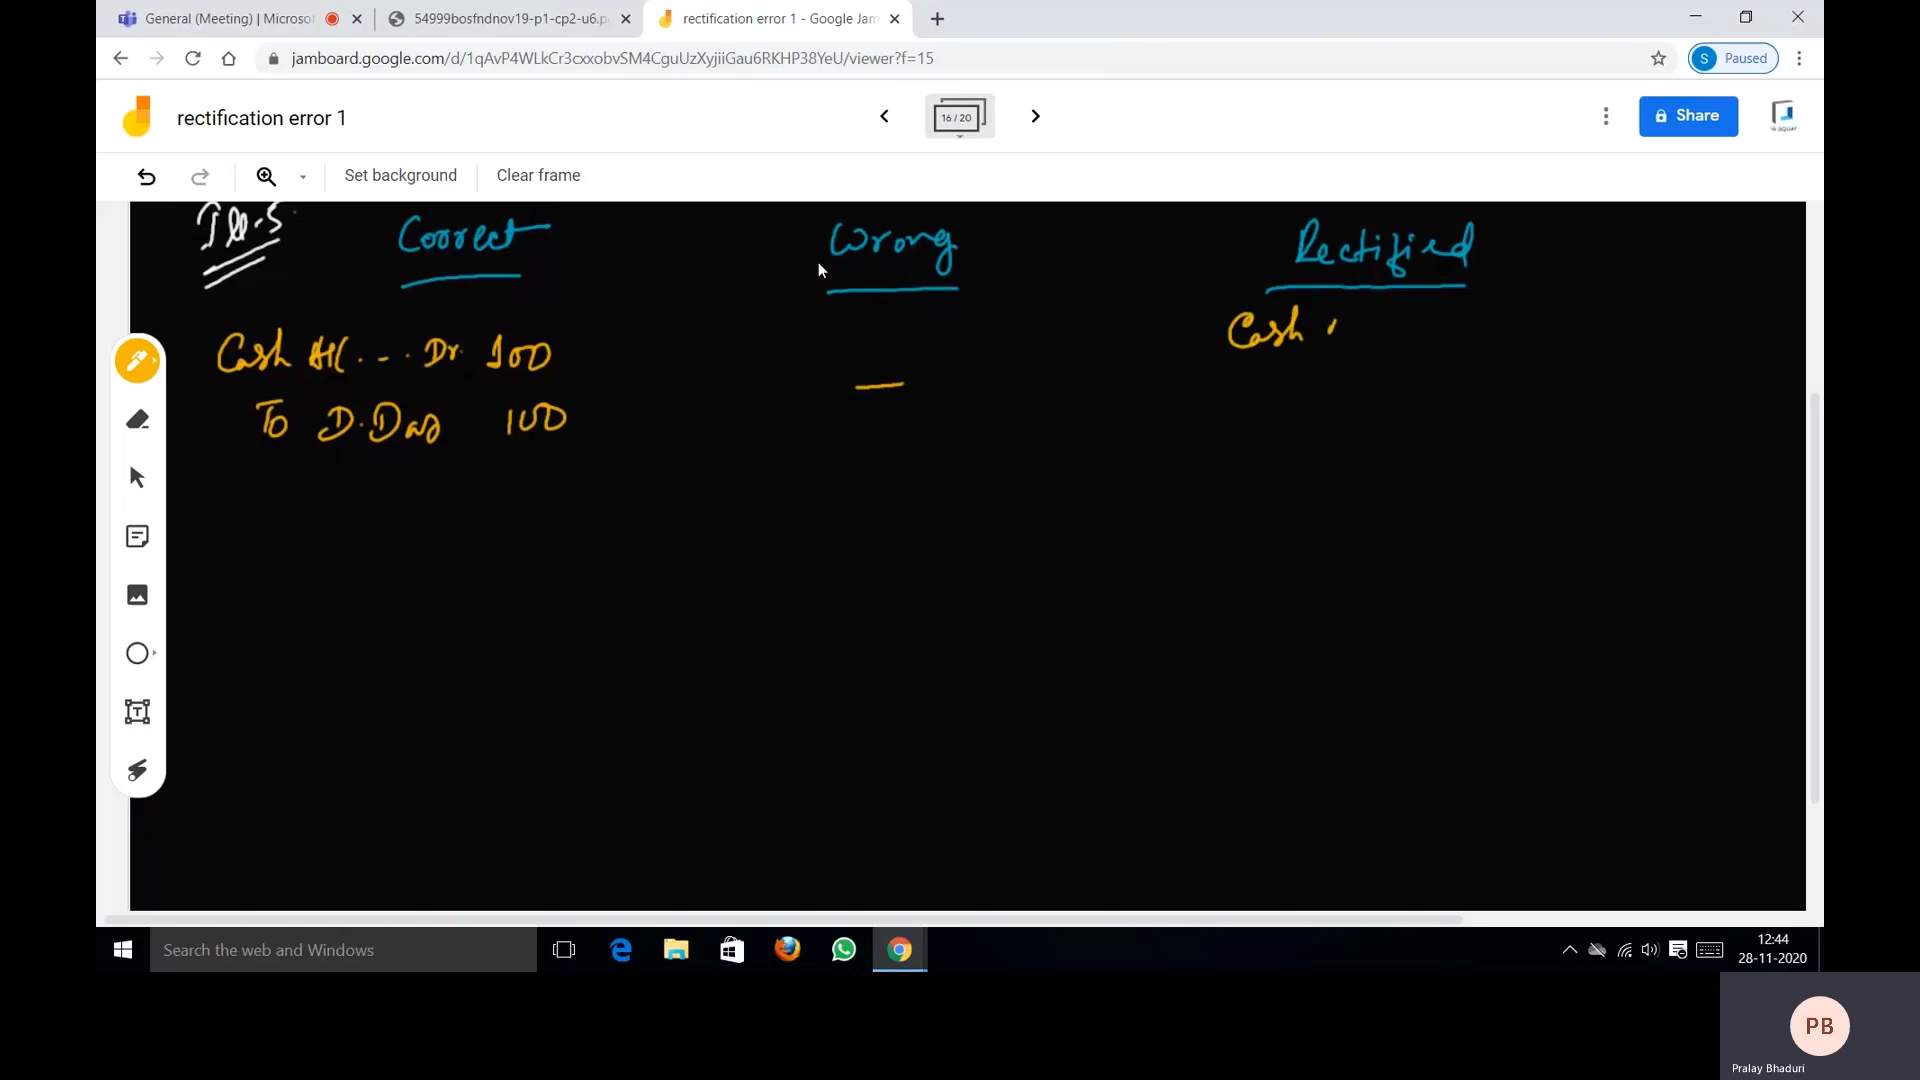 General (Meeting) | Microsof
54999bosfndnov19-p1-cp2-u6.p
rectification error 1 - Google Jam
jamboard.google.com/d/1qAvP4WLkCr3cxxobvSM4CguUzXyjiiGau6RKHP38YeU/viewer?f=15
S Paused
rectification error 1
16 / 20
Share
Set background
Clear frame
Ill.5
Correct
Wrong
Rectified
Cash A/c . - . Dr. 100
To D.Das 100
—
Cash
Search the web and Windows
12:44
28-11-2020
PB
Pralay Bhaduri